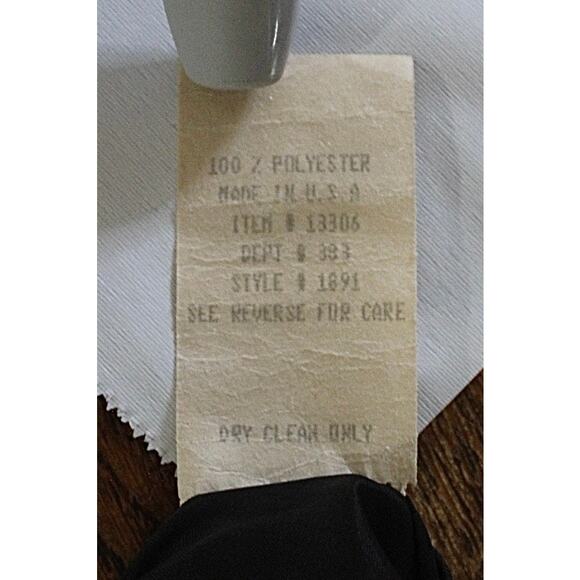 100 % POLYESTER
MADE IN U.S.A
ITEM # 13306
DEPT # 383
STYLE # 1891
SEE REVERSE FOR CARE
DRY CLEAN ONLY